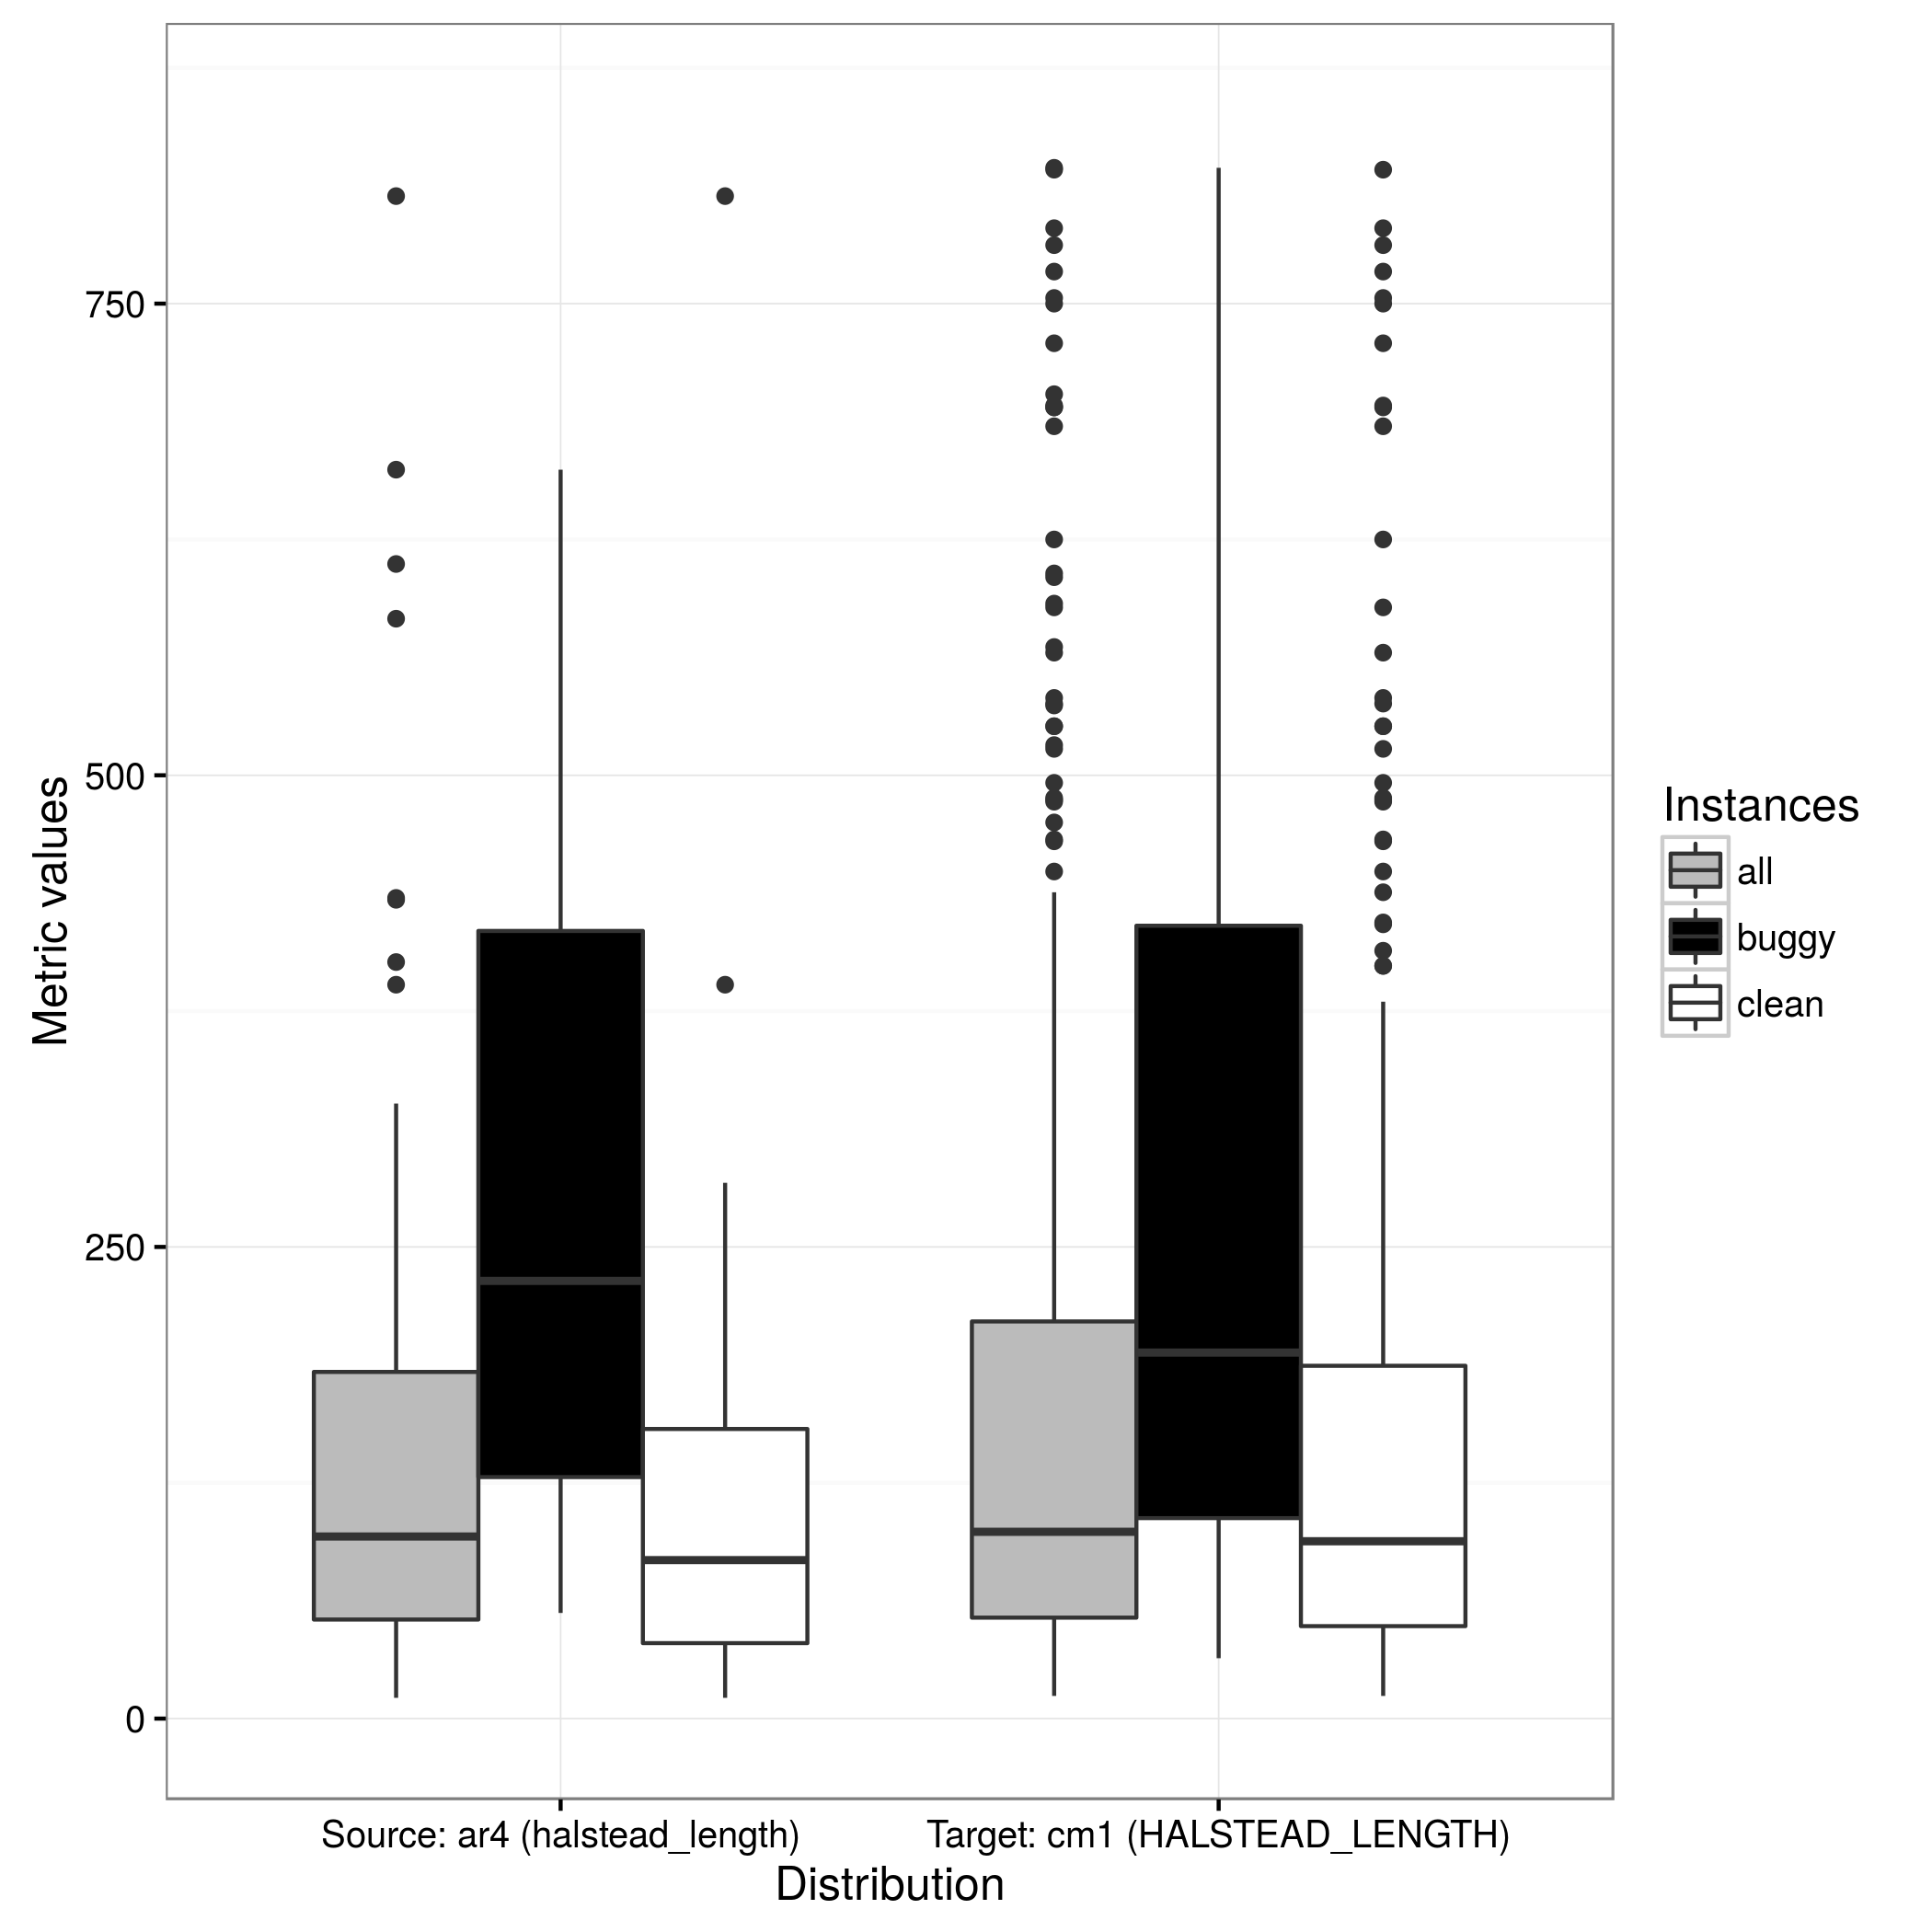 Metric values
750
500
250
0
Source: ar4 (halstead_length)
Target: cm1 (HALSTEAD_LENGTH)
Distribution
Instances
all
buggy
clean